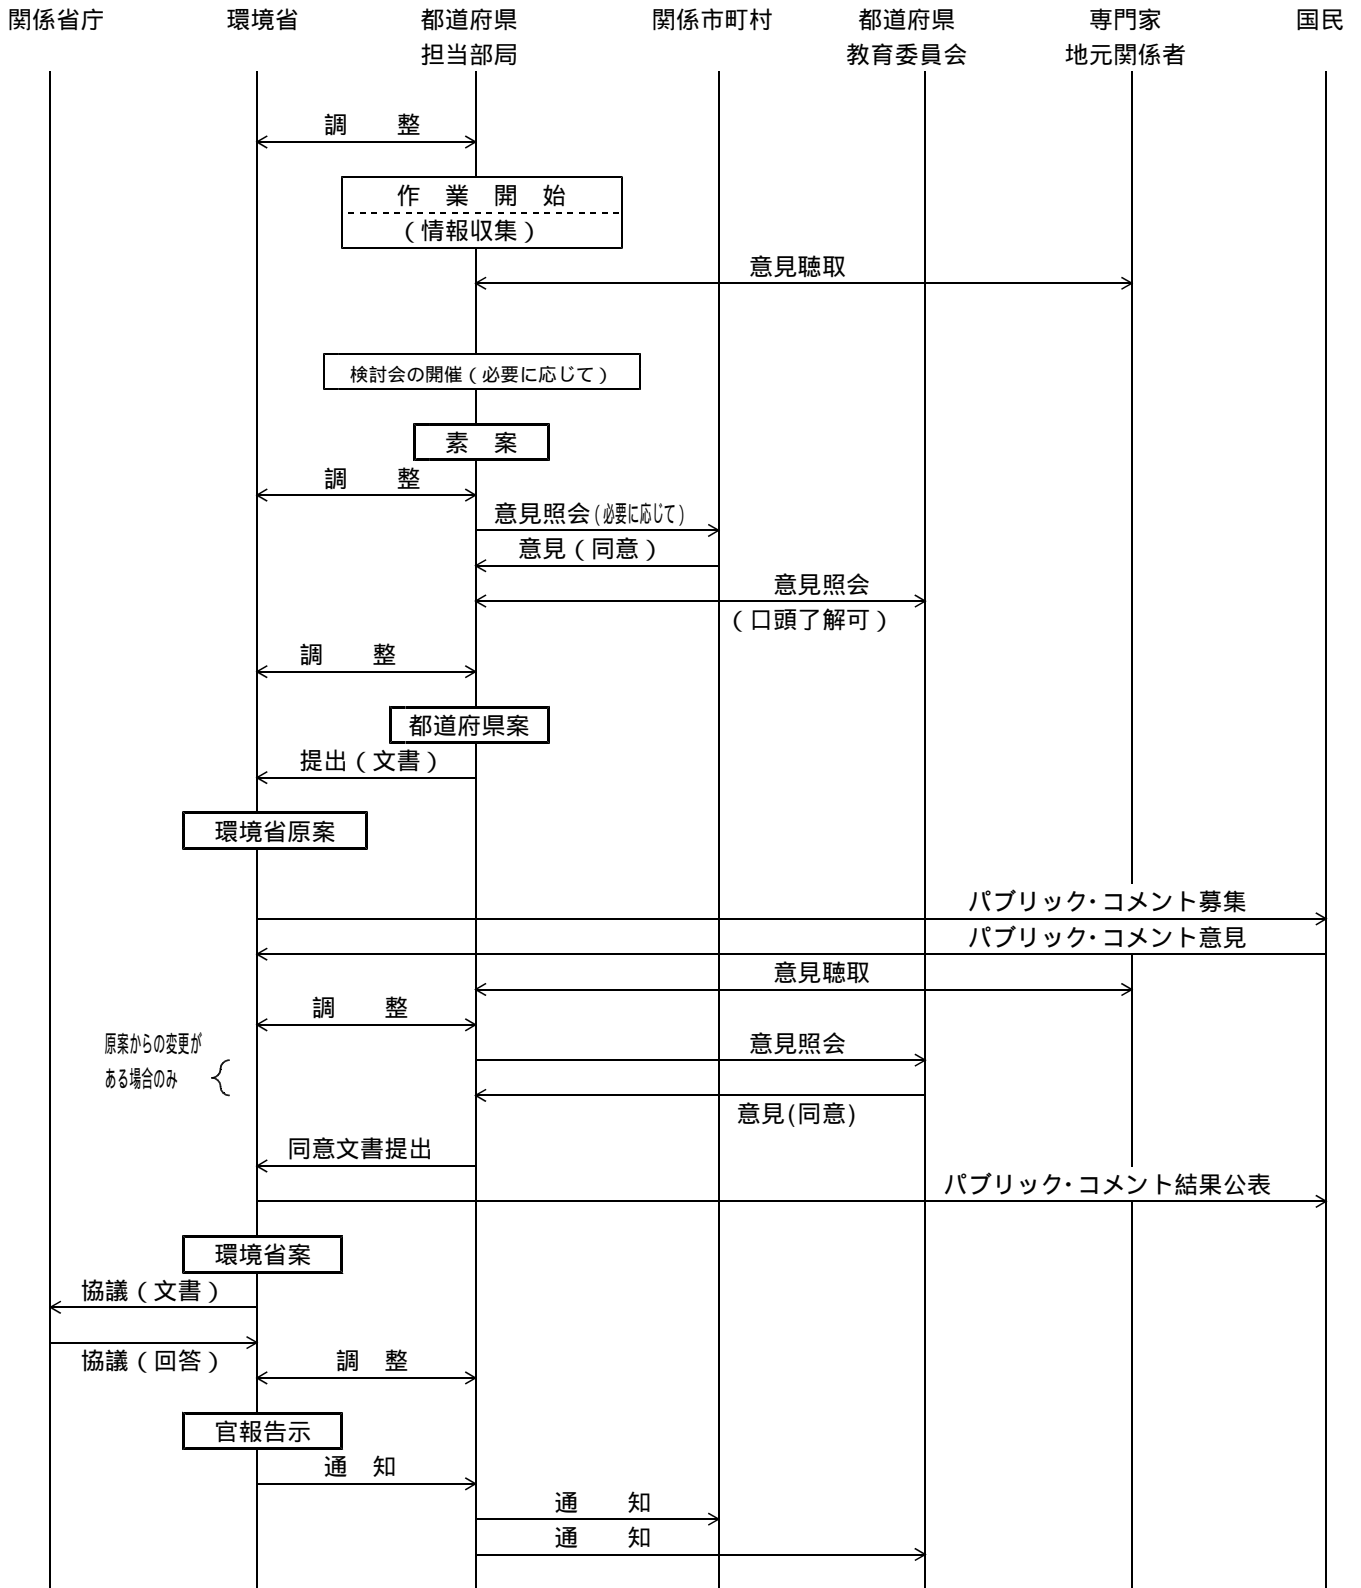 関係省庁　環境省　都道府県　関係市町村　都道府県　専門家　国民
担当部局　教育委員会　地元関係者
調　　整
作　業　開　始
（情報収集）
意見聴取
検討会の開催（必要に応じて）
素　案
調　　整
意見照会(必要に応じて)
意見（同意）
意見照会
（口頭了解可）
調　　整
都道府県案
提出（文書）
環境省原案
パブリック・コメント募集
パブリック・コメント意見
意見聴取
調　　整
原案からの変更が
意見照会
ある場合のみ
意見(同意)
同意文書提出
パブリック・コメント結果公表
環境省案
協議（文書）
協議（回答）
調　整
官報告示
通　知
通　　知
通　　知